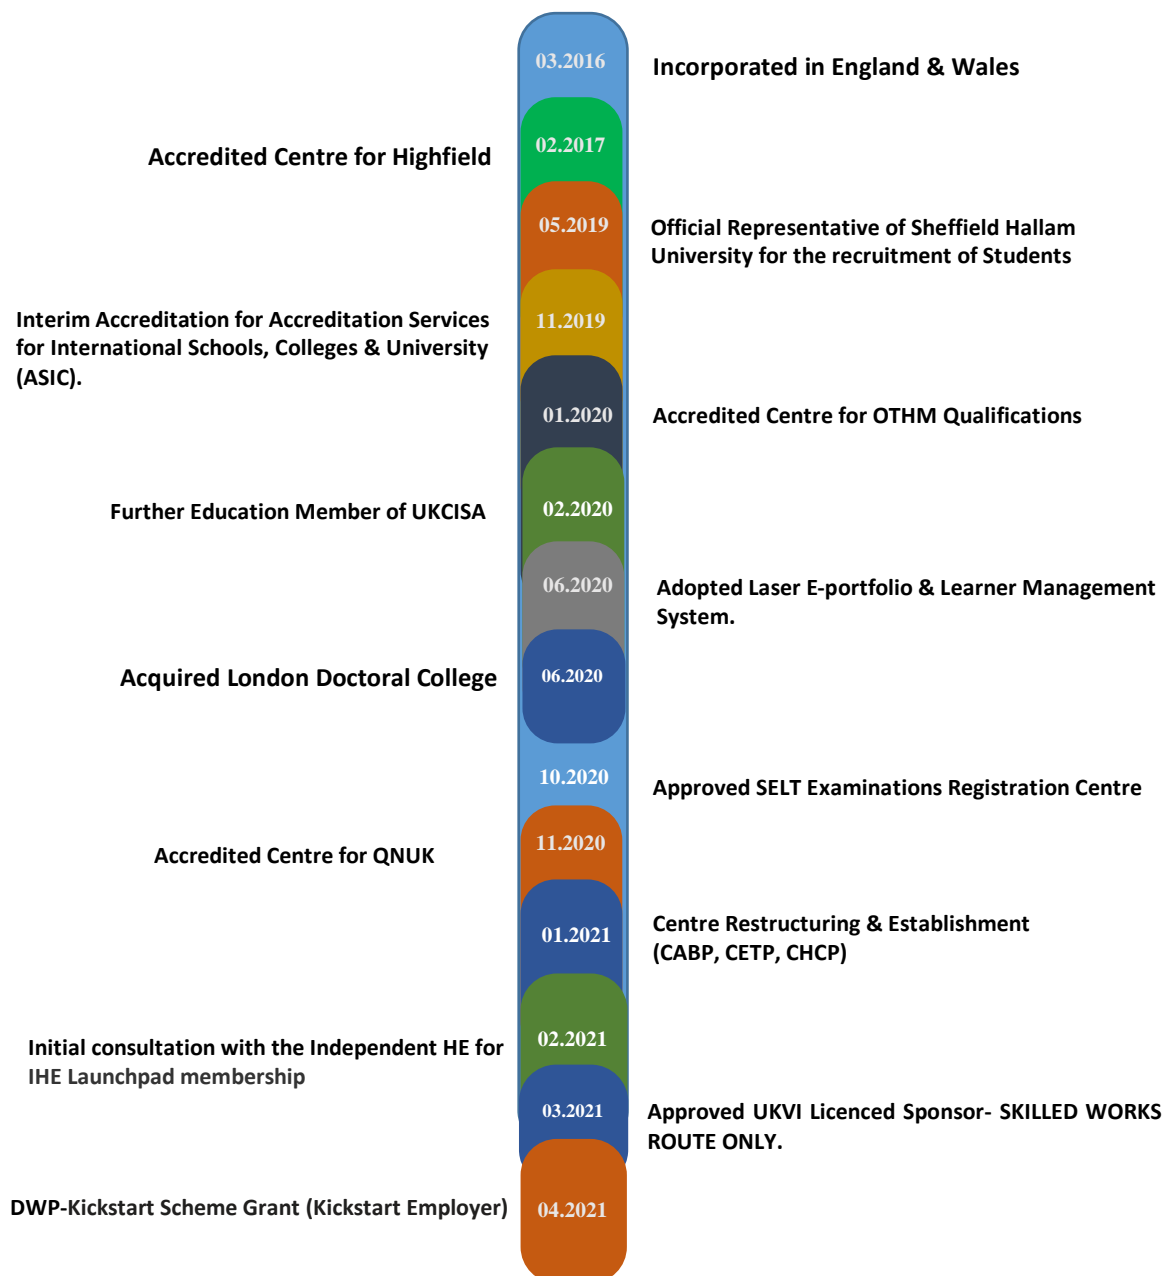 03.2016
Incorporated in England & Wales
02.2017
Accredited Centre for Highfield
05.2019
Official Representative of Sheffield Hallam
University for the recruitment of Students
11.2019
Interim Accreditation for Accreditation Services
for International Schools, Colleges & University
(ASIC).
01.2020
Accredited Centre for OTHM Qualifications
02.2020
Further Education Member of UKCISA
06.2020
Adopted Laser E-portfolio & Learner Management
System.
06.2020
Acquired London Doctoral College
10.2020
Approved SELT Examinations Registration Centre
11.2020
Accredited Centre for QNUK
01.2021
Centre Restructuring & Establishment
(CABP, CETP, CHCP)
02.2021
Initial consultation with the Independent HE for
IHE Launchpad membership
03.2021
Approved UKVI Licenced Sponsor- SKILLED WORKS
ROUTE ONLY.
04.2021
DWP-Kickstart Scheme Grant (Kickstart Employer)